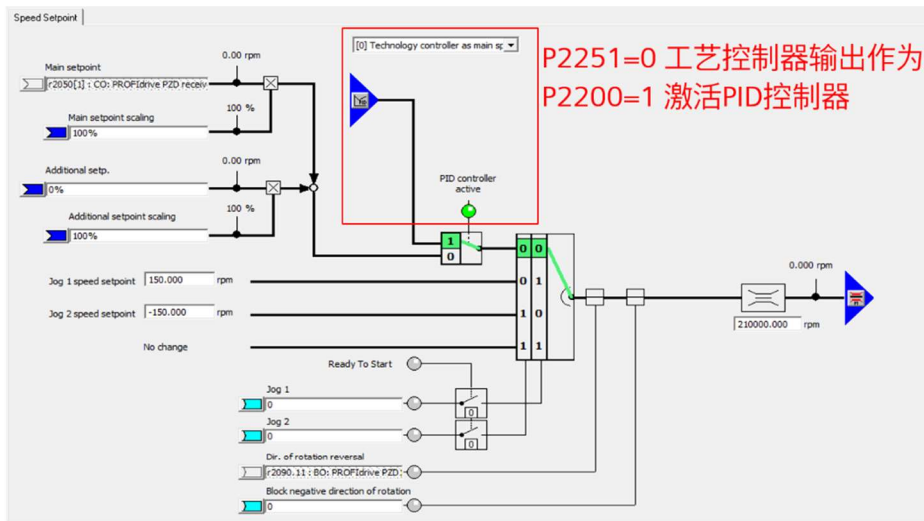 Speed Setpoint
[0] Technology controller as main sp
P2251=0 工艺控制器输出作为
P2200=1 激活PID控制器
Main setpoint
0.00 rpm
r2050[1] : CO: PROFIdrive PZD receiv
100 %
Main setpoint scaling
100%
Additional setp.
0.00 rpm
0%
100 %
Additional setpoint scaling
100%
PID controller
active
1
0
0 0
0 1
1 0
1 1
Jog 1 speed setpoint
150.000
rpm
Jog 2 speed setpoint
-150.000
rpm
No change
0.000 rpm
210000.000
rpm
Ready To Start
Jog 1
0
0
Jog 2
0
0
Dir. of rotation reversal
r2090.11 : BO: PROFIdrive PZD
Block negative direction of rotation
0